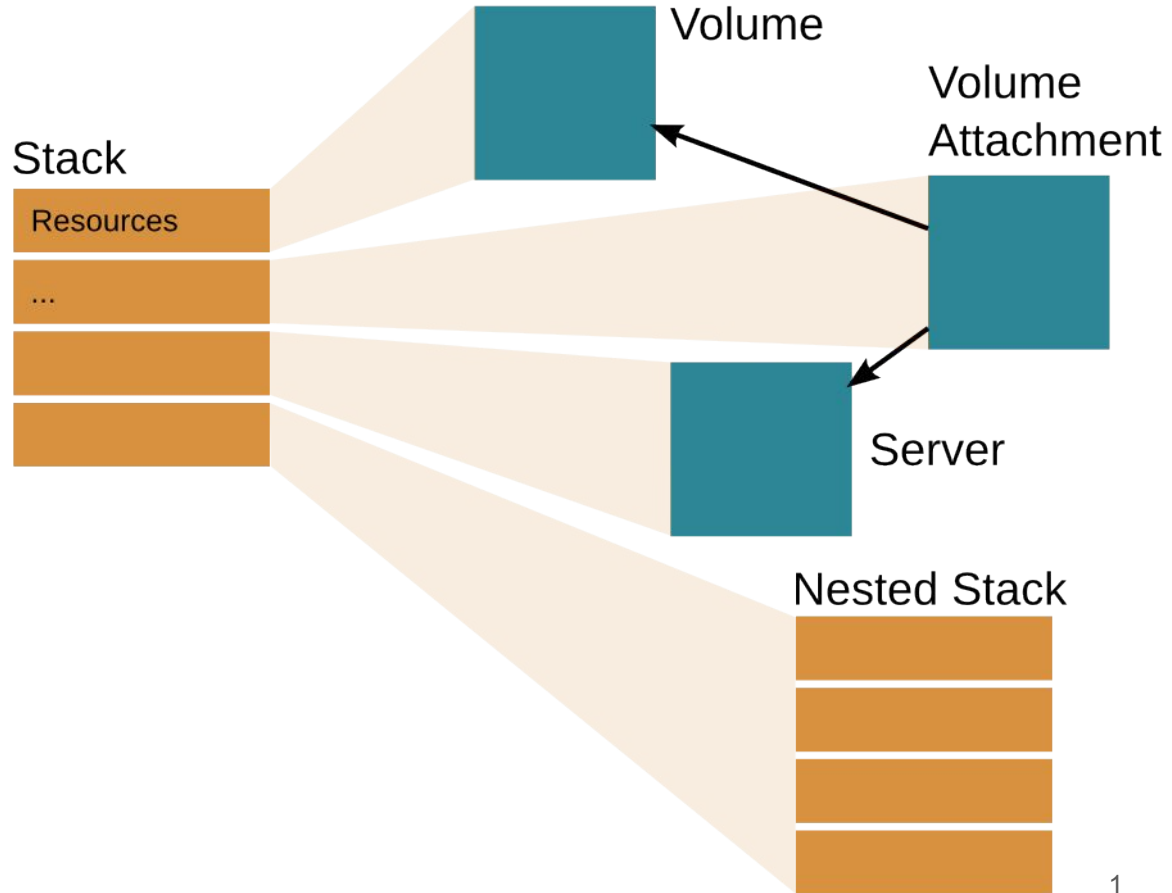 Volume
Volume
Attachment
Stack
Resources
...
Server
Nested Stack
1